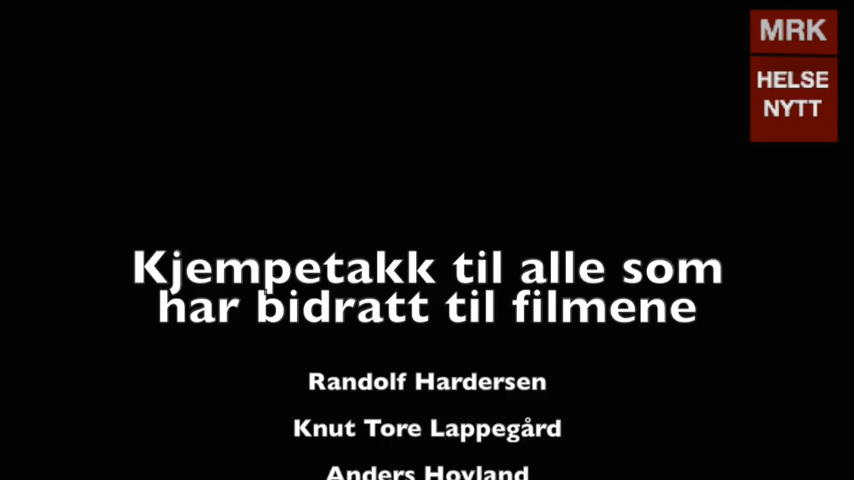 MRK
HELSE
NYTT
Kjempetakk til alle som
har bidratt til filmene
Randolf Hardersen
Knut Tore Lappegård
Anders Hovland